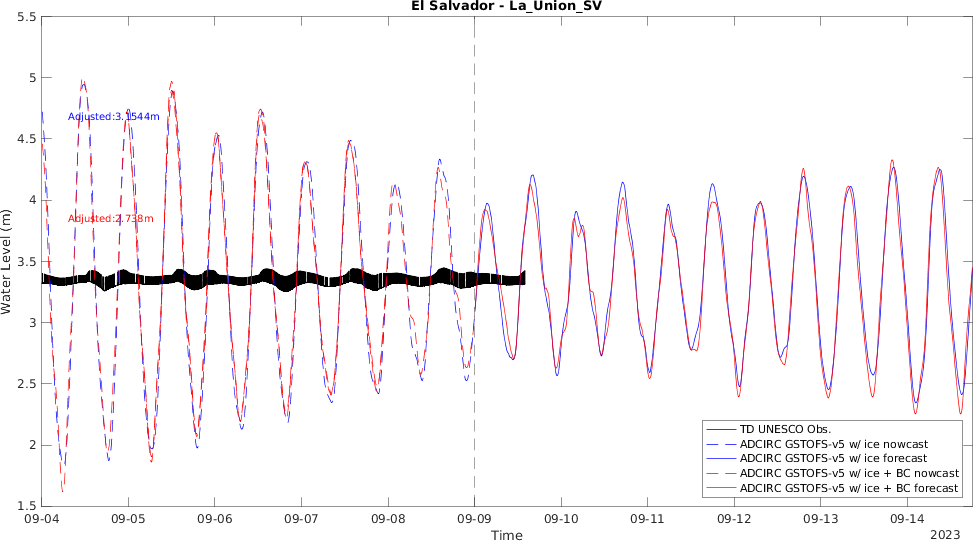 El Salvador - La_Union_SV
5.5
5
4.5
4
3.5
3
2.5
2
1.5
Water Level (m)
Adjusted:3.1544m
Adjusted:2.738m
TD UNESCO Obs.
ADCIRC GSTOFS-v5 w/ ice nowcast
ADCIRC GSTOFS-v5 w/ ice forecast
ADCIRC GSTOFS-v5 w/ ice + BC nowcast
ADCIRC GSTOFS-v5 w/ ice + BC forecast
09-04 09-05 09-06 09-07 09-08 09-09 09-10 09-11 09-12 09-13 09-14
Time
2023